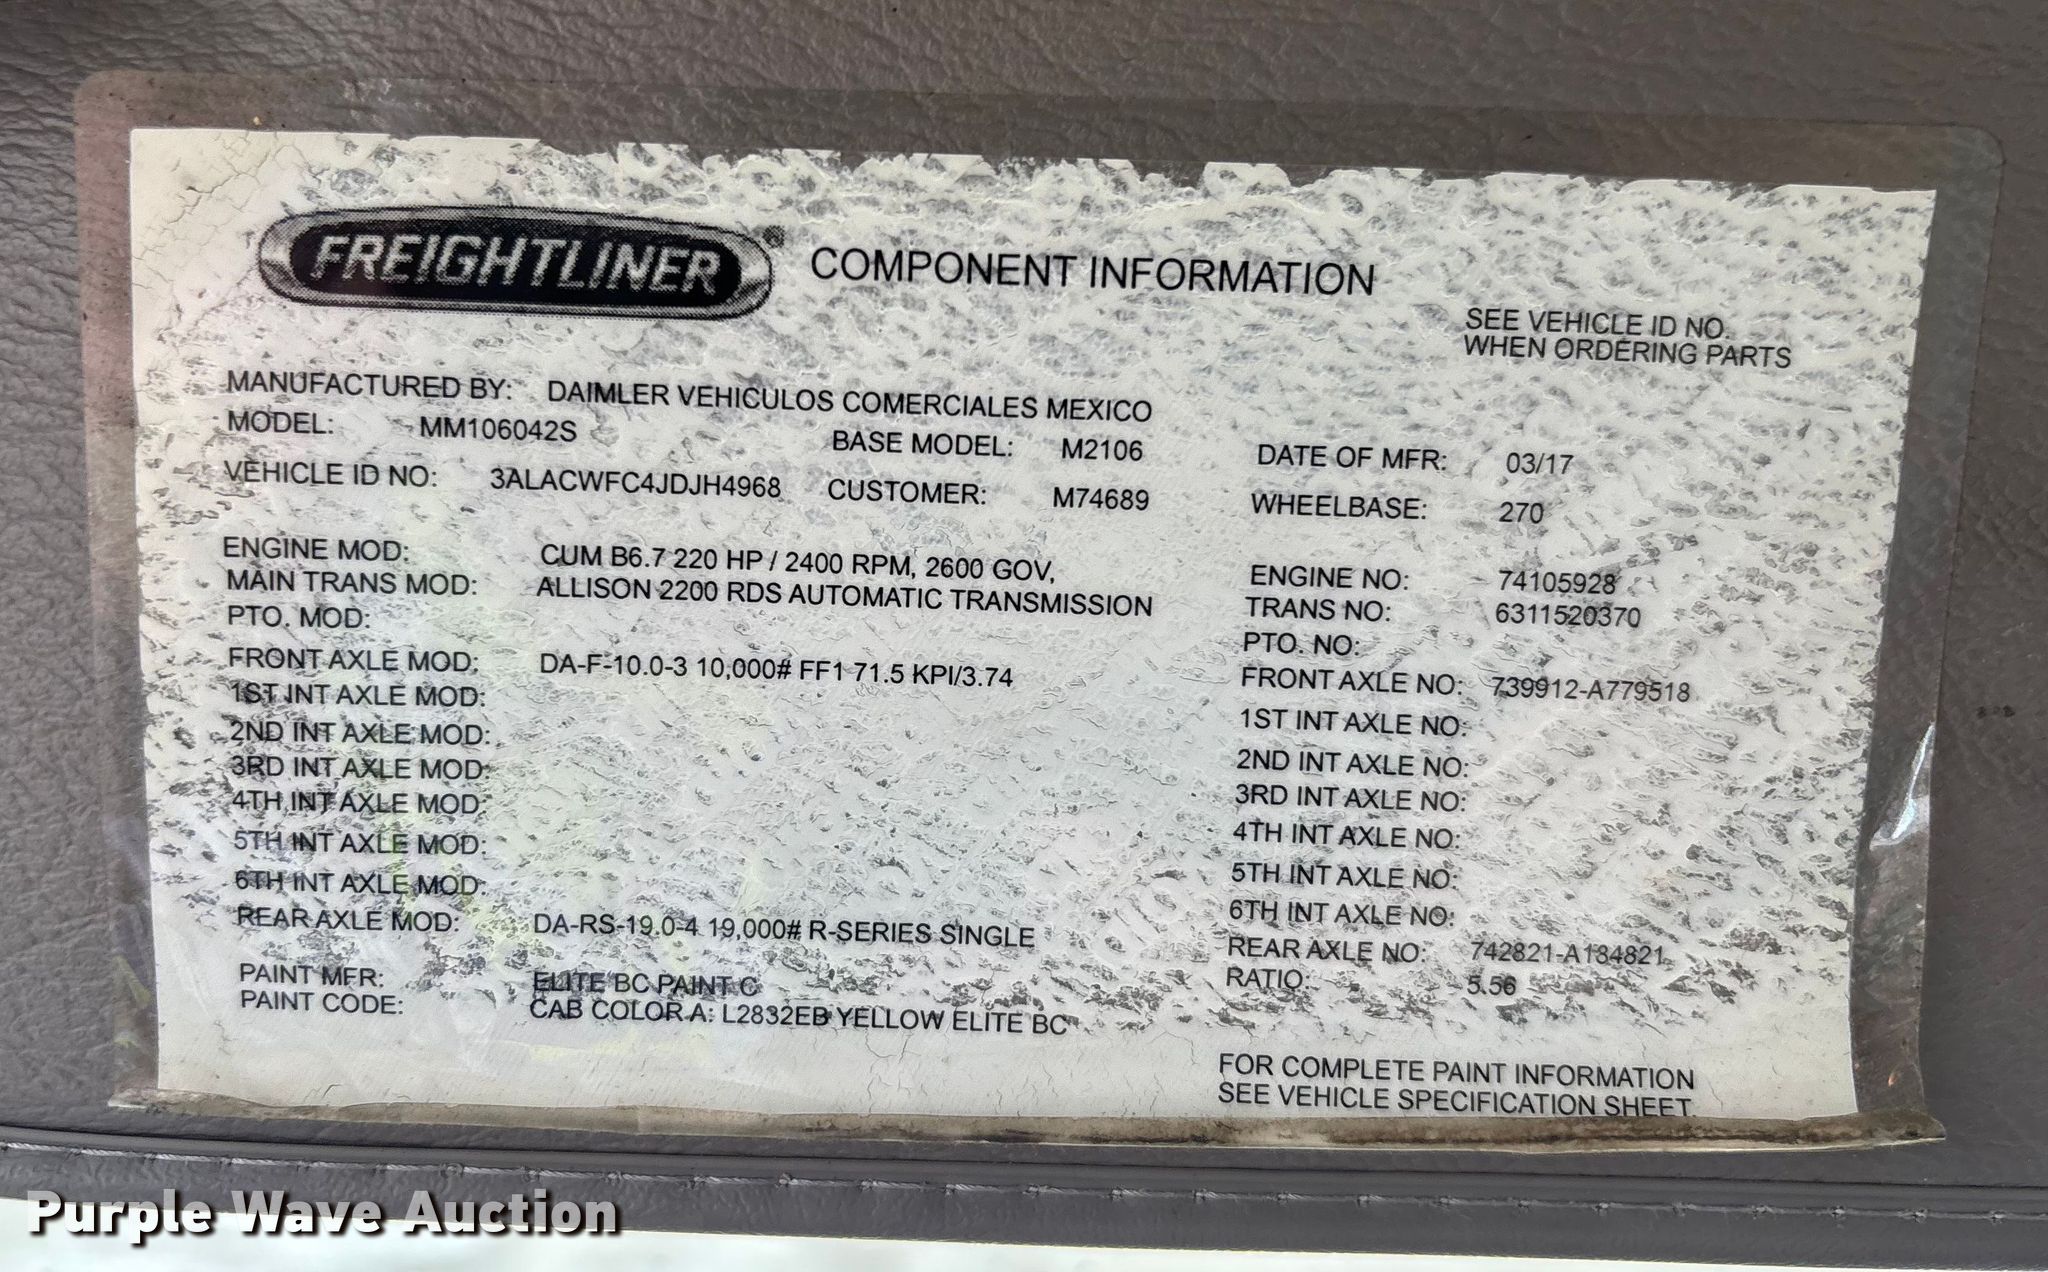 FREIGHTLINER® COMPONENT INFORMATION
SEE VEHICLE ID NO.
WHEN ORDERING PARTS
MANUFACTURED BY: DAIMLER VEHICULOS COMERCIALES MEXICO
MODEL: MM106042S BASE MODEL: M2106 DATE OF MFR: 03/17
VEHICLE ID NO: 3ALACWFC4JDJH4968 CUSTOMER: M74689 WHEELBASE: 270
ENGINE MOD: CUM B6.7 220 HP / 2400 RPM, 2600 GOV, ENGINE NO: 74105928
MAIN TRANS MOD: ALLISON 2200 RDS AUTOMATIC TRANSMISSION TRANS NO: 6311520370
PTO. MOD: PTO. NO:
FRONT AXLE MOD: DA-F-10.0-3 10,000# FF1 71.5 KPI/3.74 FRONT AXLE NO: 739912-A779518
1ST INT AXLE MOD: 1ST INT AXLE NO:
2ND INT AXLE MOD: 2ND INT AXLE NO:
3RD INT AXLE MOD: 3RD INT AXLE NO:
4TH INT AXLE MOD: 4TH INT AXLE NO:
5TH INT AXLE MOD: 5TH INT AXLE NO:
6TH INT AXLE MOD: 6TH INT AXLE NO:
REAR AXLE MOD: DA-RS-19.0-4 19,000# R-SERIES SINGLE REAR AXLE NO: 742821-A184821
RATIO: 5.56
PAINT MFR: ELITE BC PAINT C
PAINT CODE: CAB COLOR A: L2832EB YELLOW ELITE BC
FOR COMPLETE PAINT INFORMATION
SEE VEHICLE SPECIFICATION SHEET.
Purple Wave Auction